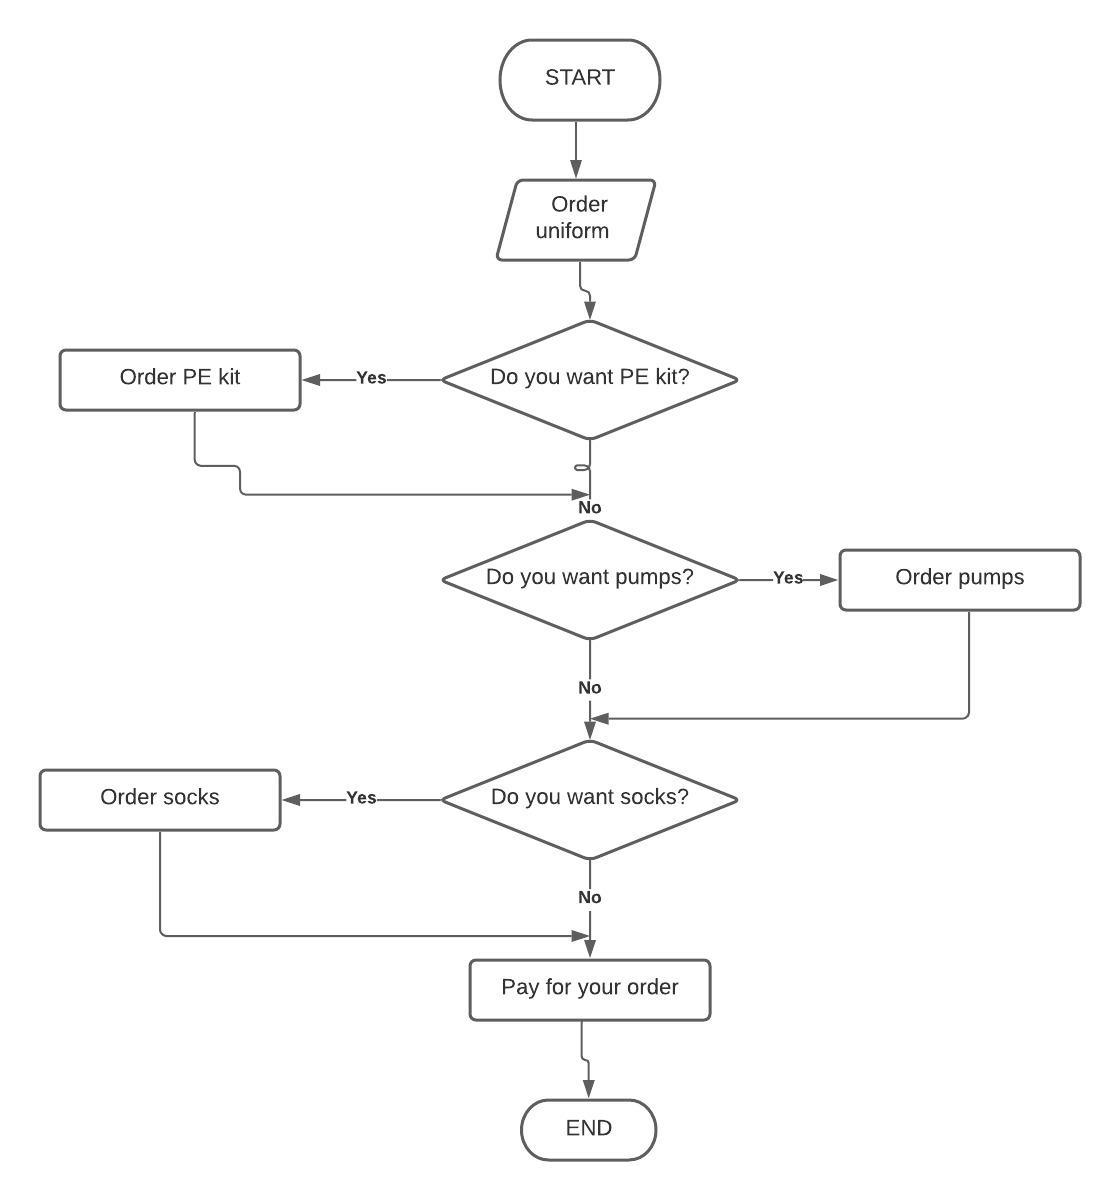 START
Order
uniform
Do you want PE kit?
Yes
Order PE kit
No
Do you want pumps?
Yes
Order pumps
No
Do you want socks?
Yes
Order socks
No
Pay for your order
END